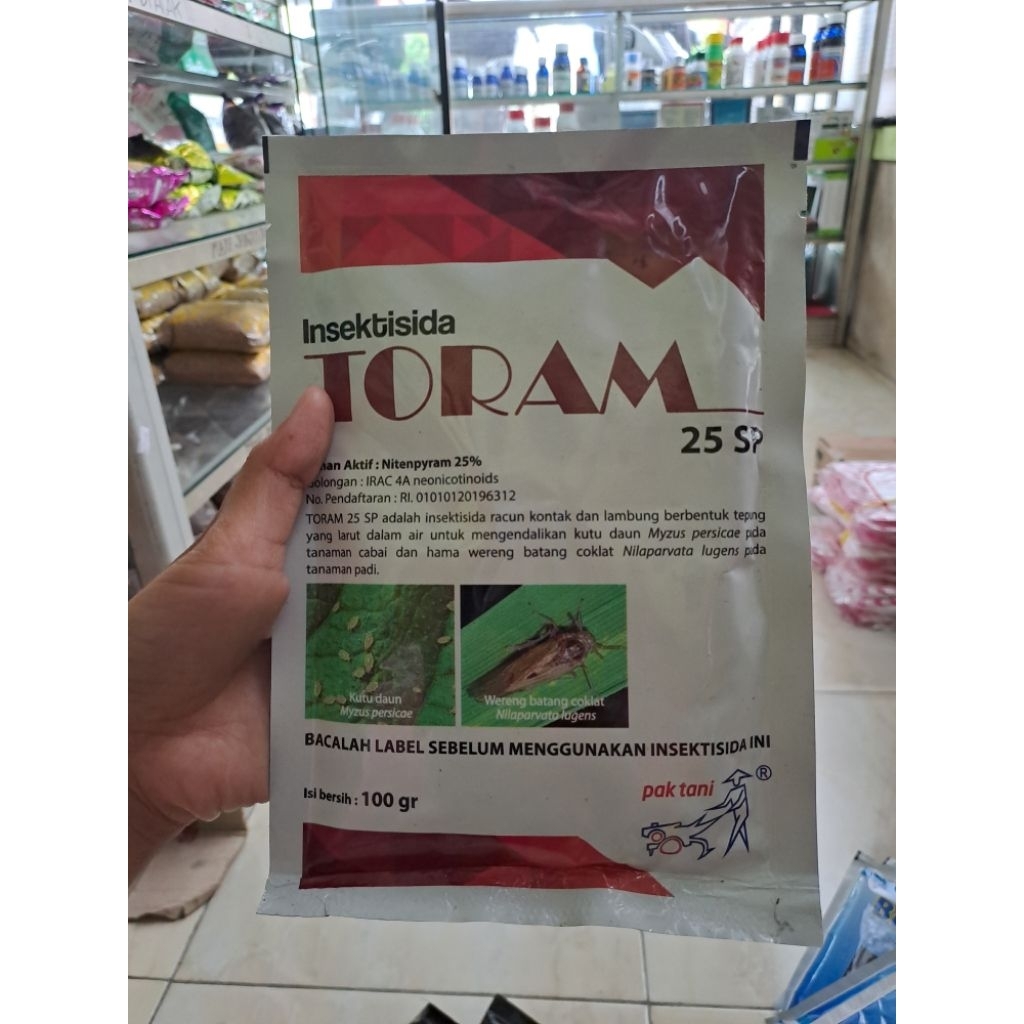 Insektisida
TORAM
25 SP
Aktif : Nitenpyram 25%
: IRAC 4A neonicotinoids
No. Pendaftaran : RI. 01010120196312
TORAM 25 SP adalah insektisida racun kontak dan lambung berbentuk tepung
yang larut dalam air untuk mengendalikan kutu daun Myzus persicae pada
tanaman cabai dan hama wereng batang coklat Nilaparvata lugens pada
tanaman padi.
Kutu daun
Myzus persicae
Wereng batang coklat
Nilaparvata lugens
BACALAH LABEL SEBELUM MENGGUNAKAN INSEKTISIDA INI
Isi bersih : 100 gr
pak tani ®